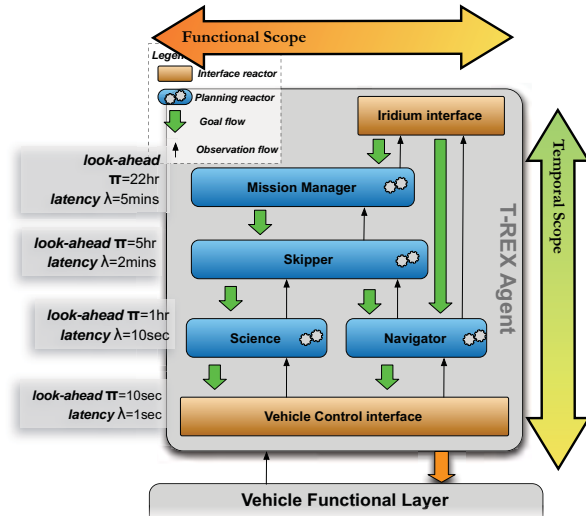 Functional Scope
Legen
Interface reactor
Planning reactor
Goal flow
Observation flow
Iridium interface
look-ahead
π=22hr
latency λ=5mins
Mission Manager
Temporal Scope
T-REX Agent
look-ahead π=5hr
latency λ=2mins
Skipper
look-ahead π=1hr
latency λ=10sec
Science
Navigator
look-ahead π=10sec
latency λ=1sec
Vehicle Control interface
Vehicle Functional Layer